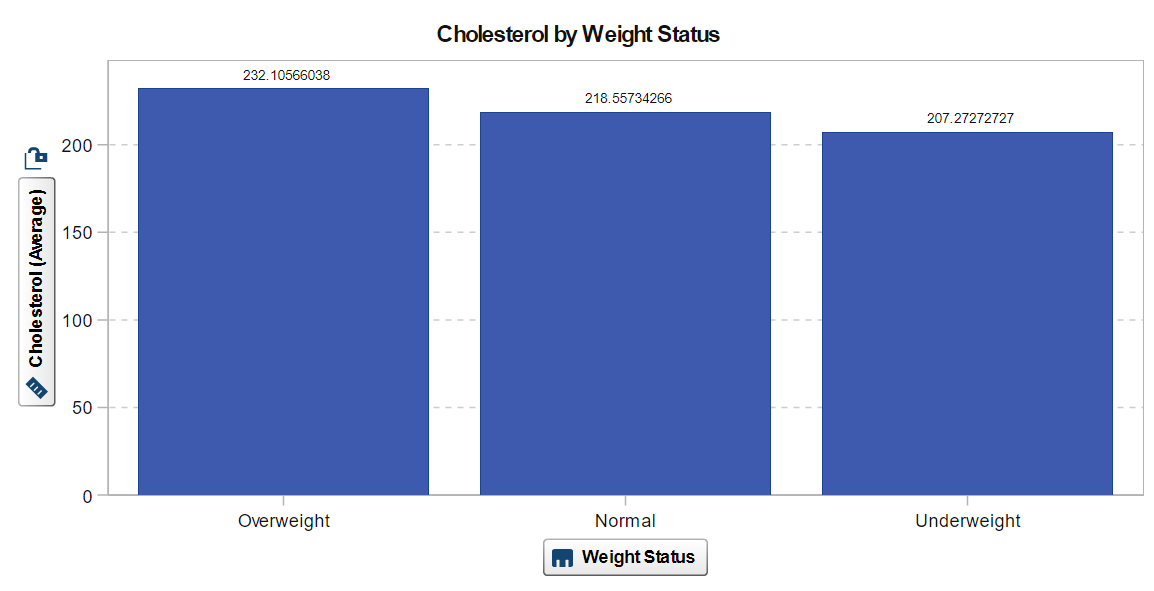 Cholesterol by Weight Status
232.10566038
218.55734266
207.27272727
200
150
100
50
0
Cholesterol (Average)
Overweight Normal Underweight
Weight Status